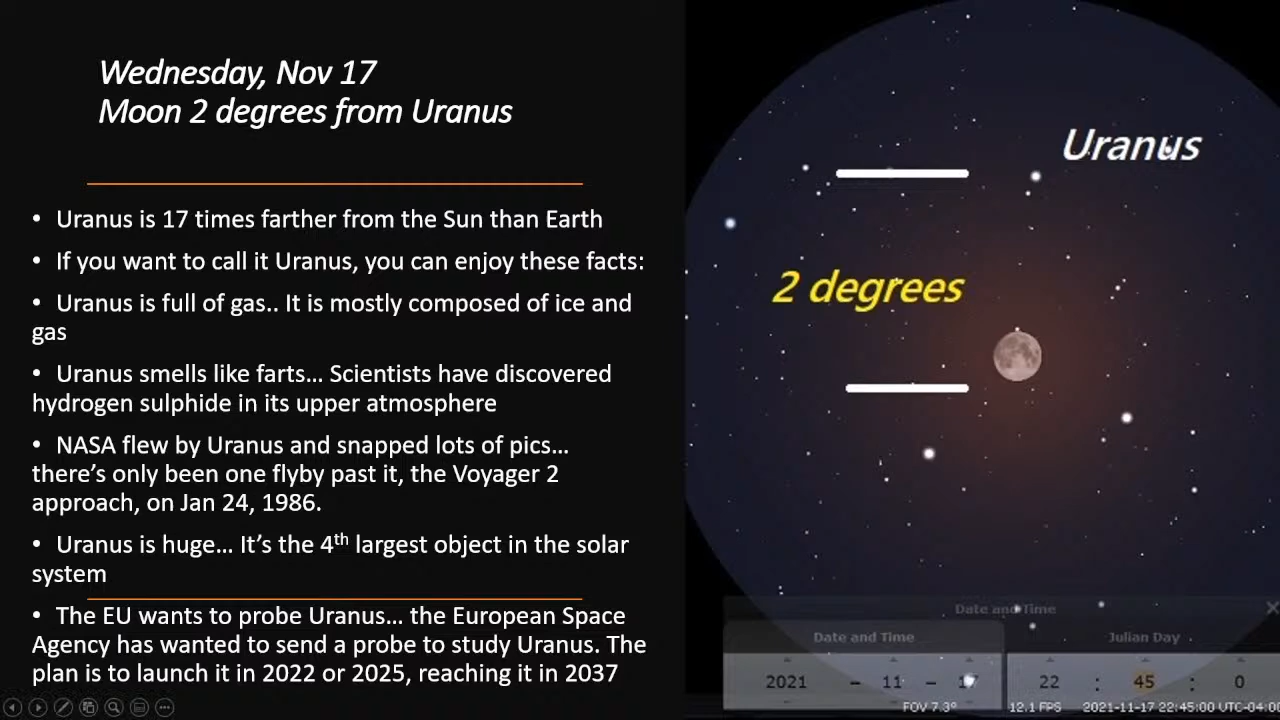 Wednesday, Nov 17
Moon 2 degrees from Uranus
• Uranus is 17 times farther from the Sun than Earth
• If you want to call it Uranus, you can enjoy these facts:
• Uranus is full of gas.. It is mostly composed of ice and
gas
• Uranus smells like farts... Scientists have discovered
hydrogen sulphide in its upper atmosphere
• NASA flew by Uranus and snapped lots of pics...
there's only been one flyby past it, the Voyager 2
approach, on Jan 24, 1986.
• Uranus is huge... It's the 4th largest object in the solar
system
• The EU wants to probe Uranus... the European Space
Agency has wanted to send a probe to study Uranus. The
plan is to launch it in 2022 or 2025, reaching it in 2037
Uranus
2 degrees
Date and Time
Date and Time
Julian Day
2021 - 11 - 17
22 : 45 : 0
FOV 7.3° 12.1 FPS 2021-11-17 22:45:00 UTC-04:00